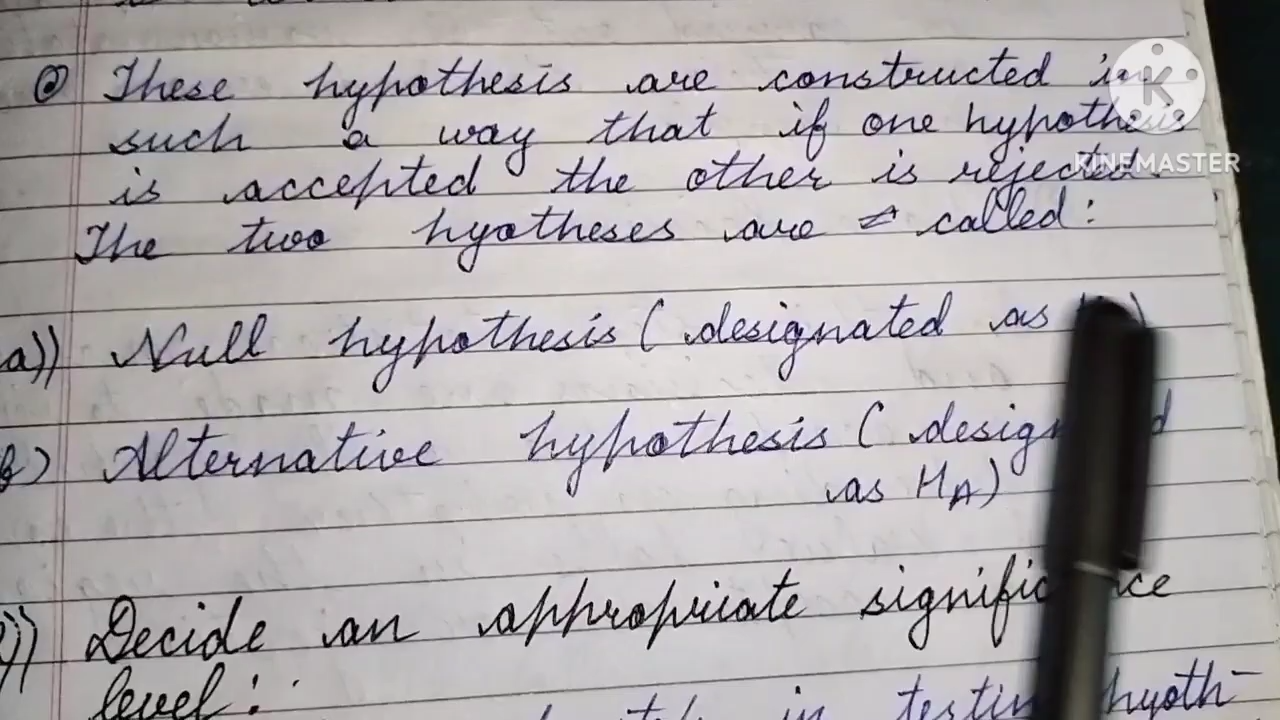 These hypothesis are constructed in
such a way that if one hypothesis
is accepted the other is rejected.
The two hyotheses are called:
a)) Null hypothesis ( designated as )
b) Alternative hypothesis ( designated
as HA)
)) Decide an appropriate significance
level:
in testing hyoth-
KINEMASTER